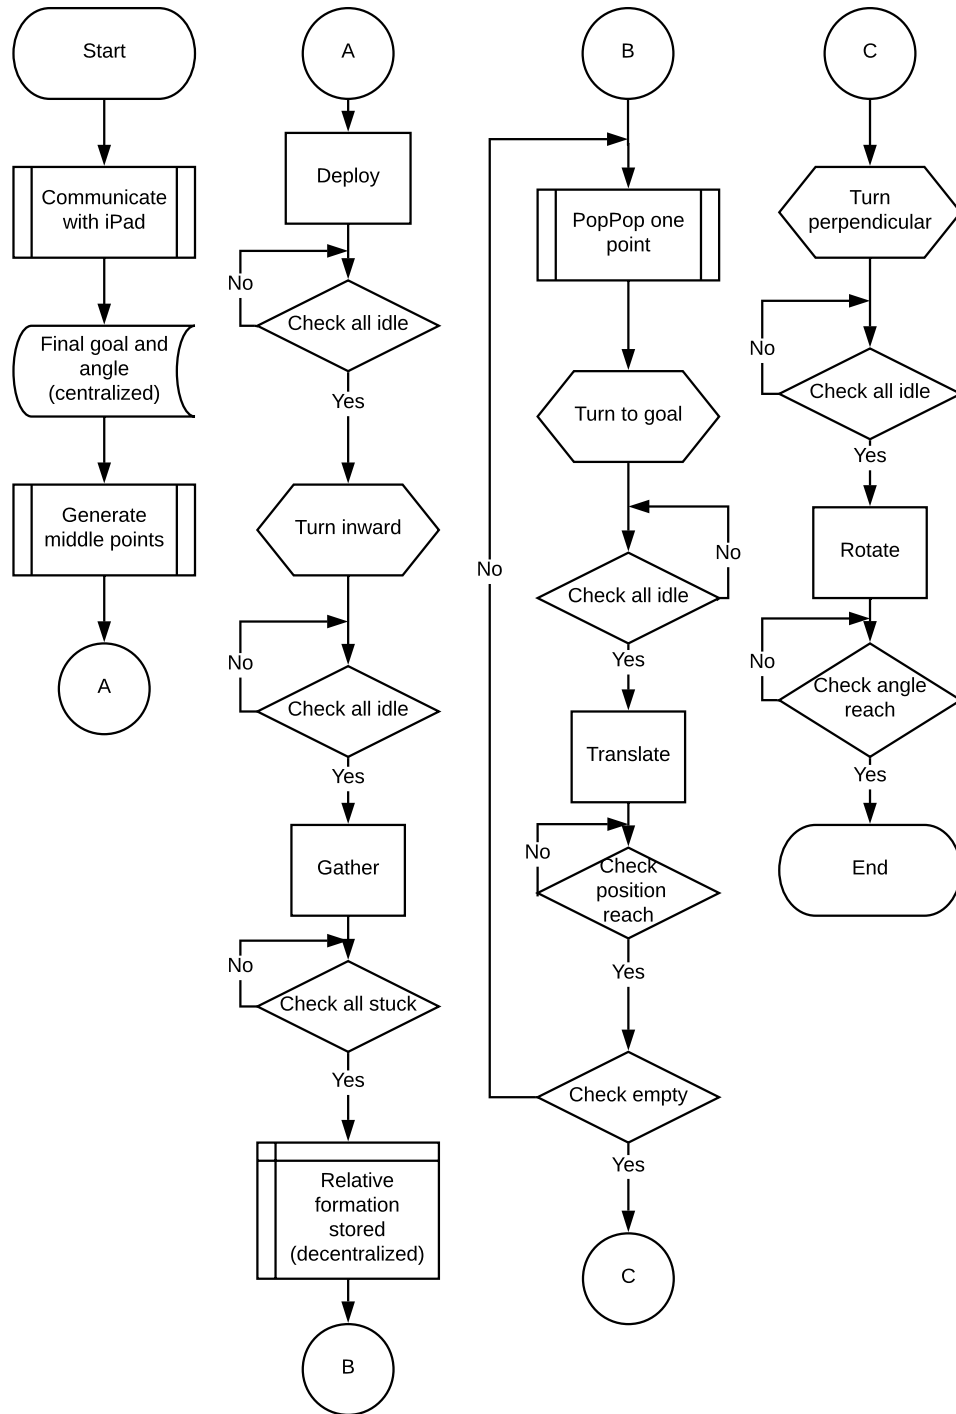 Start
Communicate
with iPad
Final goal and
angle
(centralized)
Generate
middle points
A
A
Deploy
No
Check all idle
Yes
Turn inward
No
Check all idle
Yes
Gather
No
Check all stuck
Yes
Relative
formation
stored
(decentralized)
B
B
PopPop one
point
Turn to goal
No
No
Check all idle
Yes
Translate
No
Check
position
reach
Yes
Check empty
Yes
C
C
Turn
perpendicular
No
Check all idle
Yes
Rotate
No
Check angle
reach
Yes
End